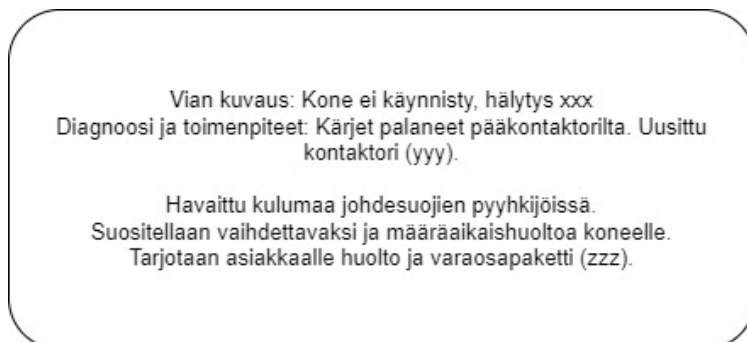 Vian kuvaus: Kone ei käynnisty, hälytys xxx
Diagnoosi ja toimenpiteet: Kärjet palaneet pääkontaktorilta. Uusittu
kontaktori (yyy).
Havaittu kulumaa johdesuojien pyyhkijöissä.
Suositellaan vaihdettavaksi ja määräaikaishuoltoa koneelle.
Tarjotaan asiakkaalle huolto ja varaosapaketti (zzz).